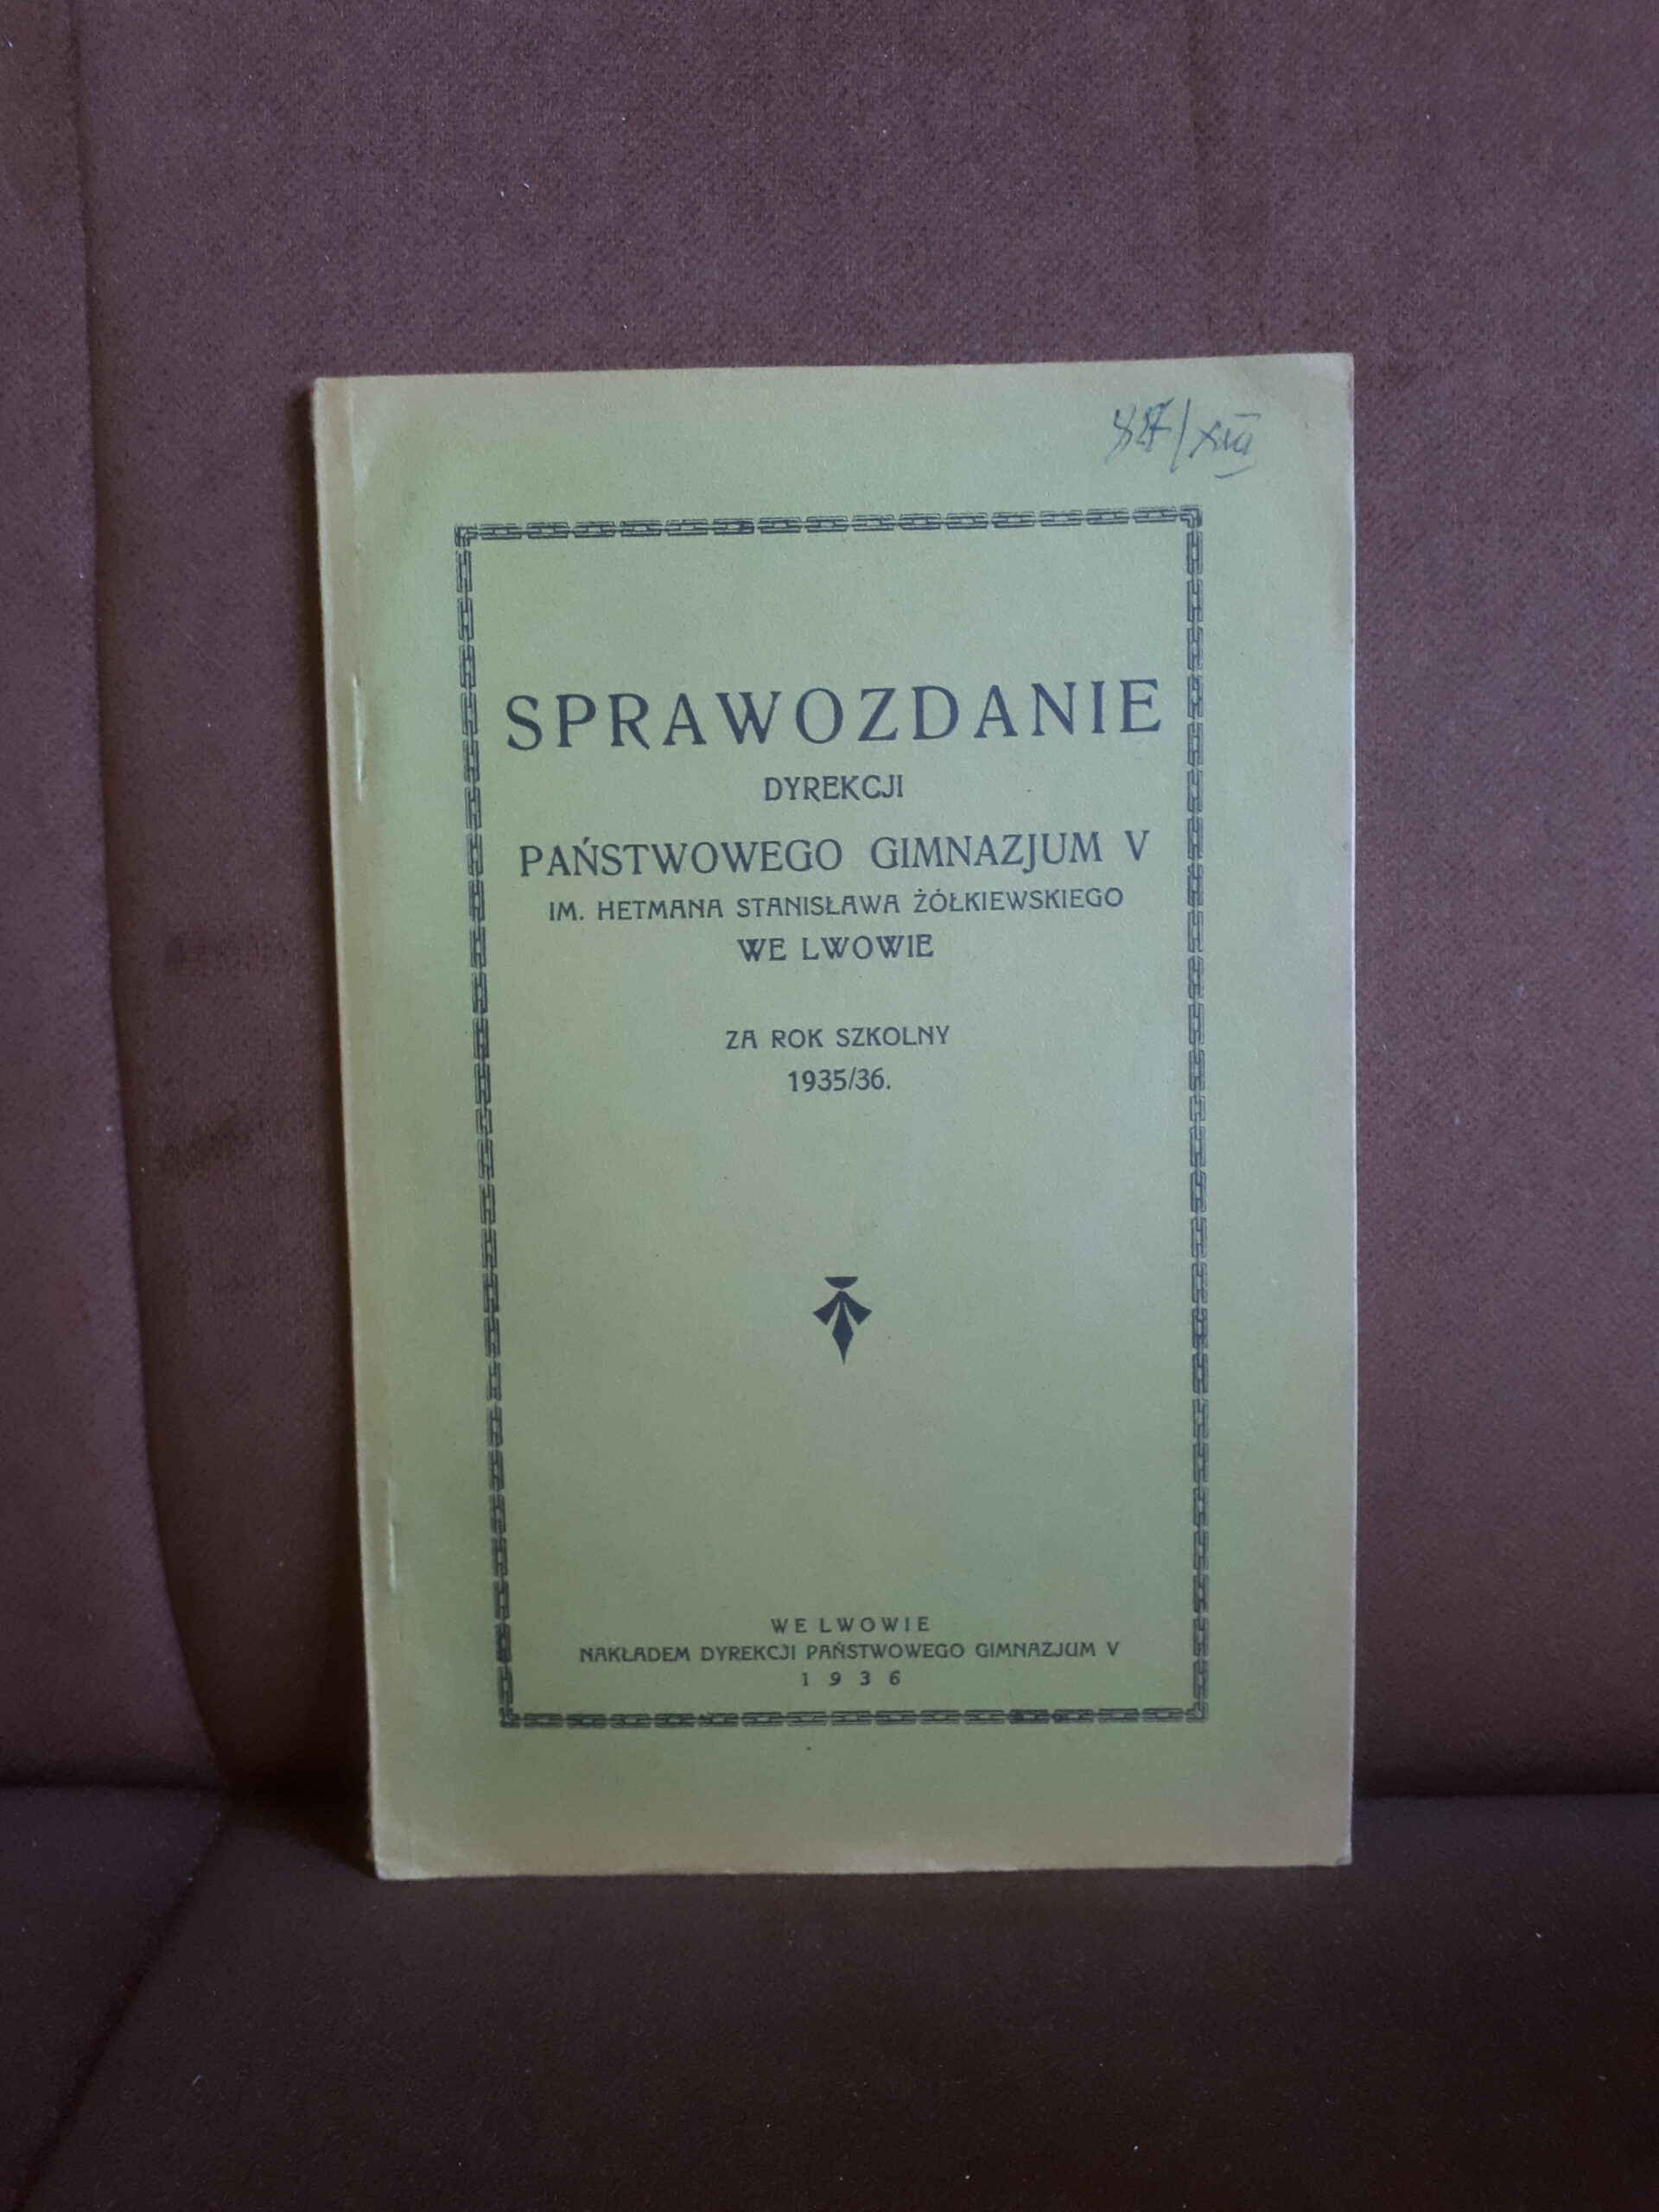 SPRAWOZDANIE
DYREKCJI
PAŃSTWOWEGO GIMNAZJUM V
IM. HETMANA STANISŁAWA ŻÓŁKIEWSKIEGO
WE LWOWIE
ZA ROK SZKOLNY
1935/36.
WE LWOWIE
NAKŁADEM DYREKCJI PAŃSTWOWEGO GIMNAZJUM V
1936